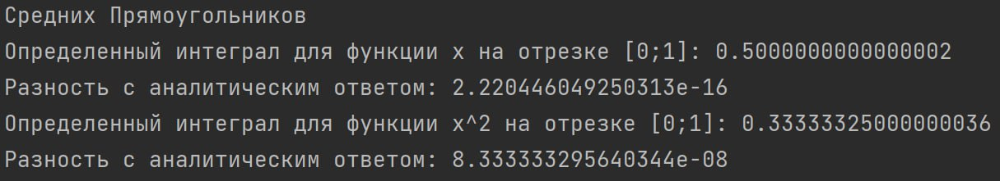 Средних Прямоугольников
Определенный интеграл для функции x на отрезке [0;1]: 0.5000000000000002
Разность с аналитическим ответом: 2.220446049250313e-16
Определенный интеграл для функции x^2 на отрезке [0;1]: 0.33333325000000036
Разность с аналитическим ответом: 8.333333295640344e-08